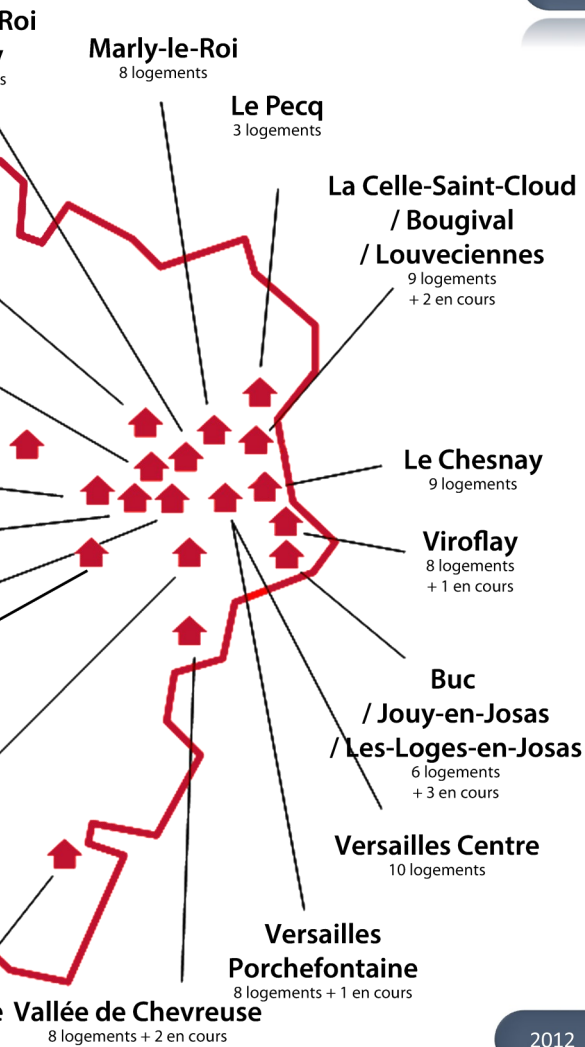 Roi
Marly-le-Roi
8 logements
Le Pecq
3 logements
La Celle-Saint-Cloud
/ Bougival
/ Louveciennes
9 logements
+ 2 en cours
Le Chesnay
9 logements
Viroflay
8 logements
+ 1 en cours
Buc
/ Jouy-en-Josas
/ Les-Loges-en-Josas
6 logements
+ 3 en cours
Versailles Centre
10 logements
Versailles
Porchefontaine
8 logements + 1 en cours
e Vallée de Chevreuse
8 logements + 2 en cours
2012